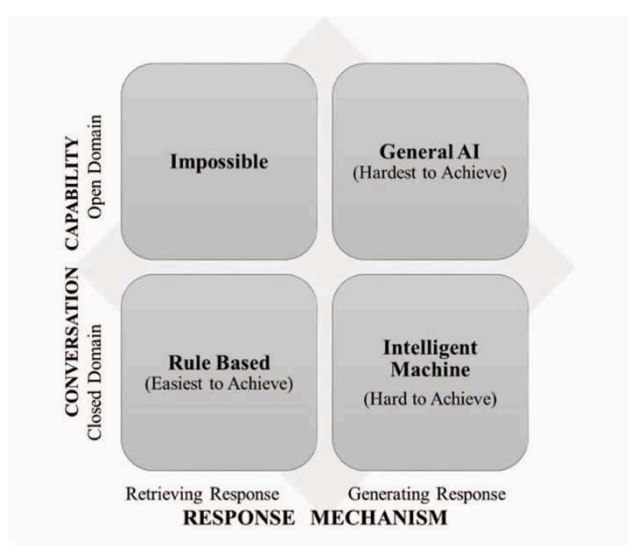 CONVERSATION CAPABILITY
Open Domain
Closed Domain
Impossible
General AI
(Hardest to Achieve)
Rule Based
(Easiest to Achieve)
Intelligent
Machine
(Hard to Achieve)
Retrieving Response
Generating Response
RESPONSE MECHANISM